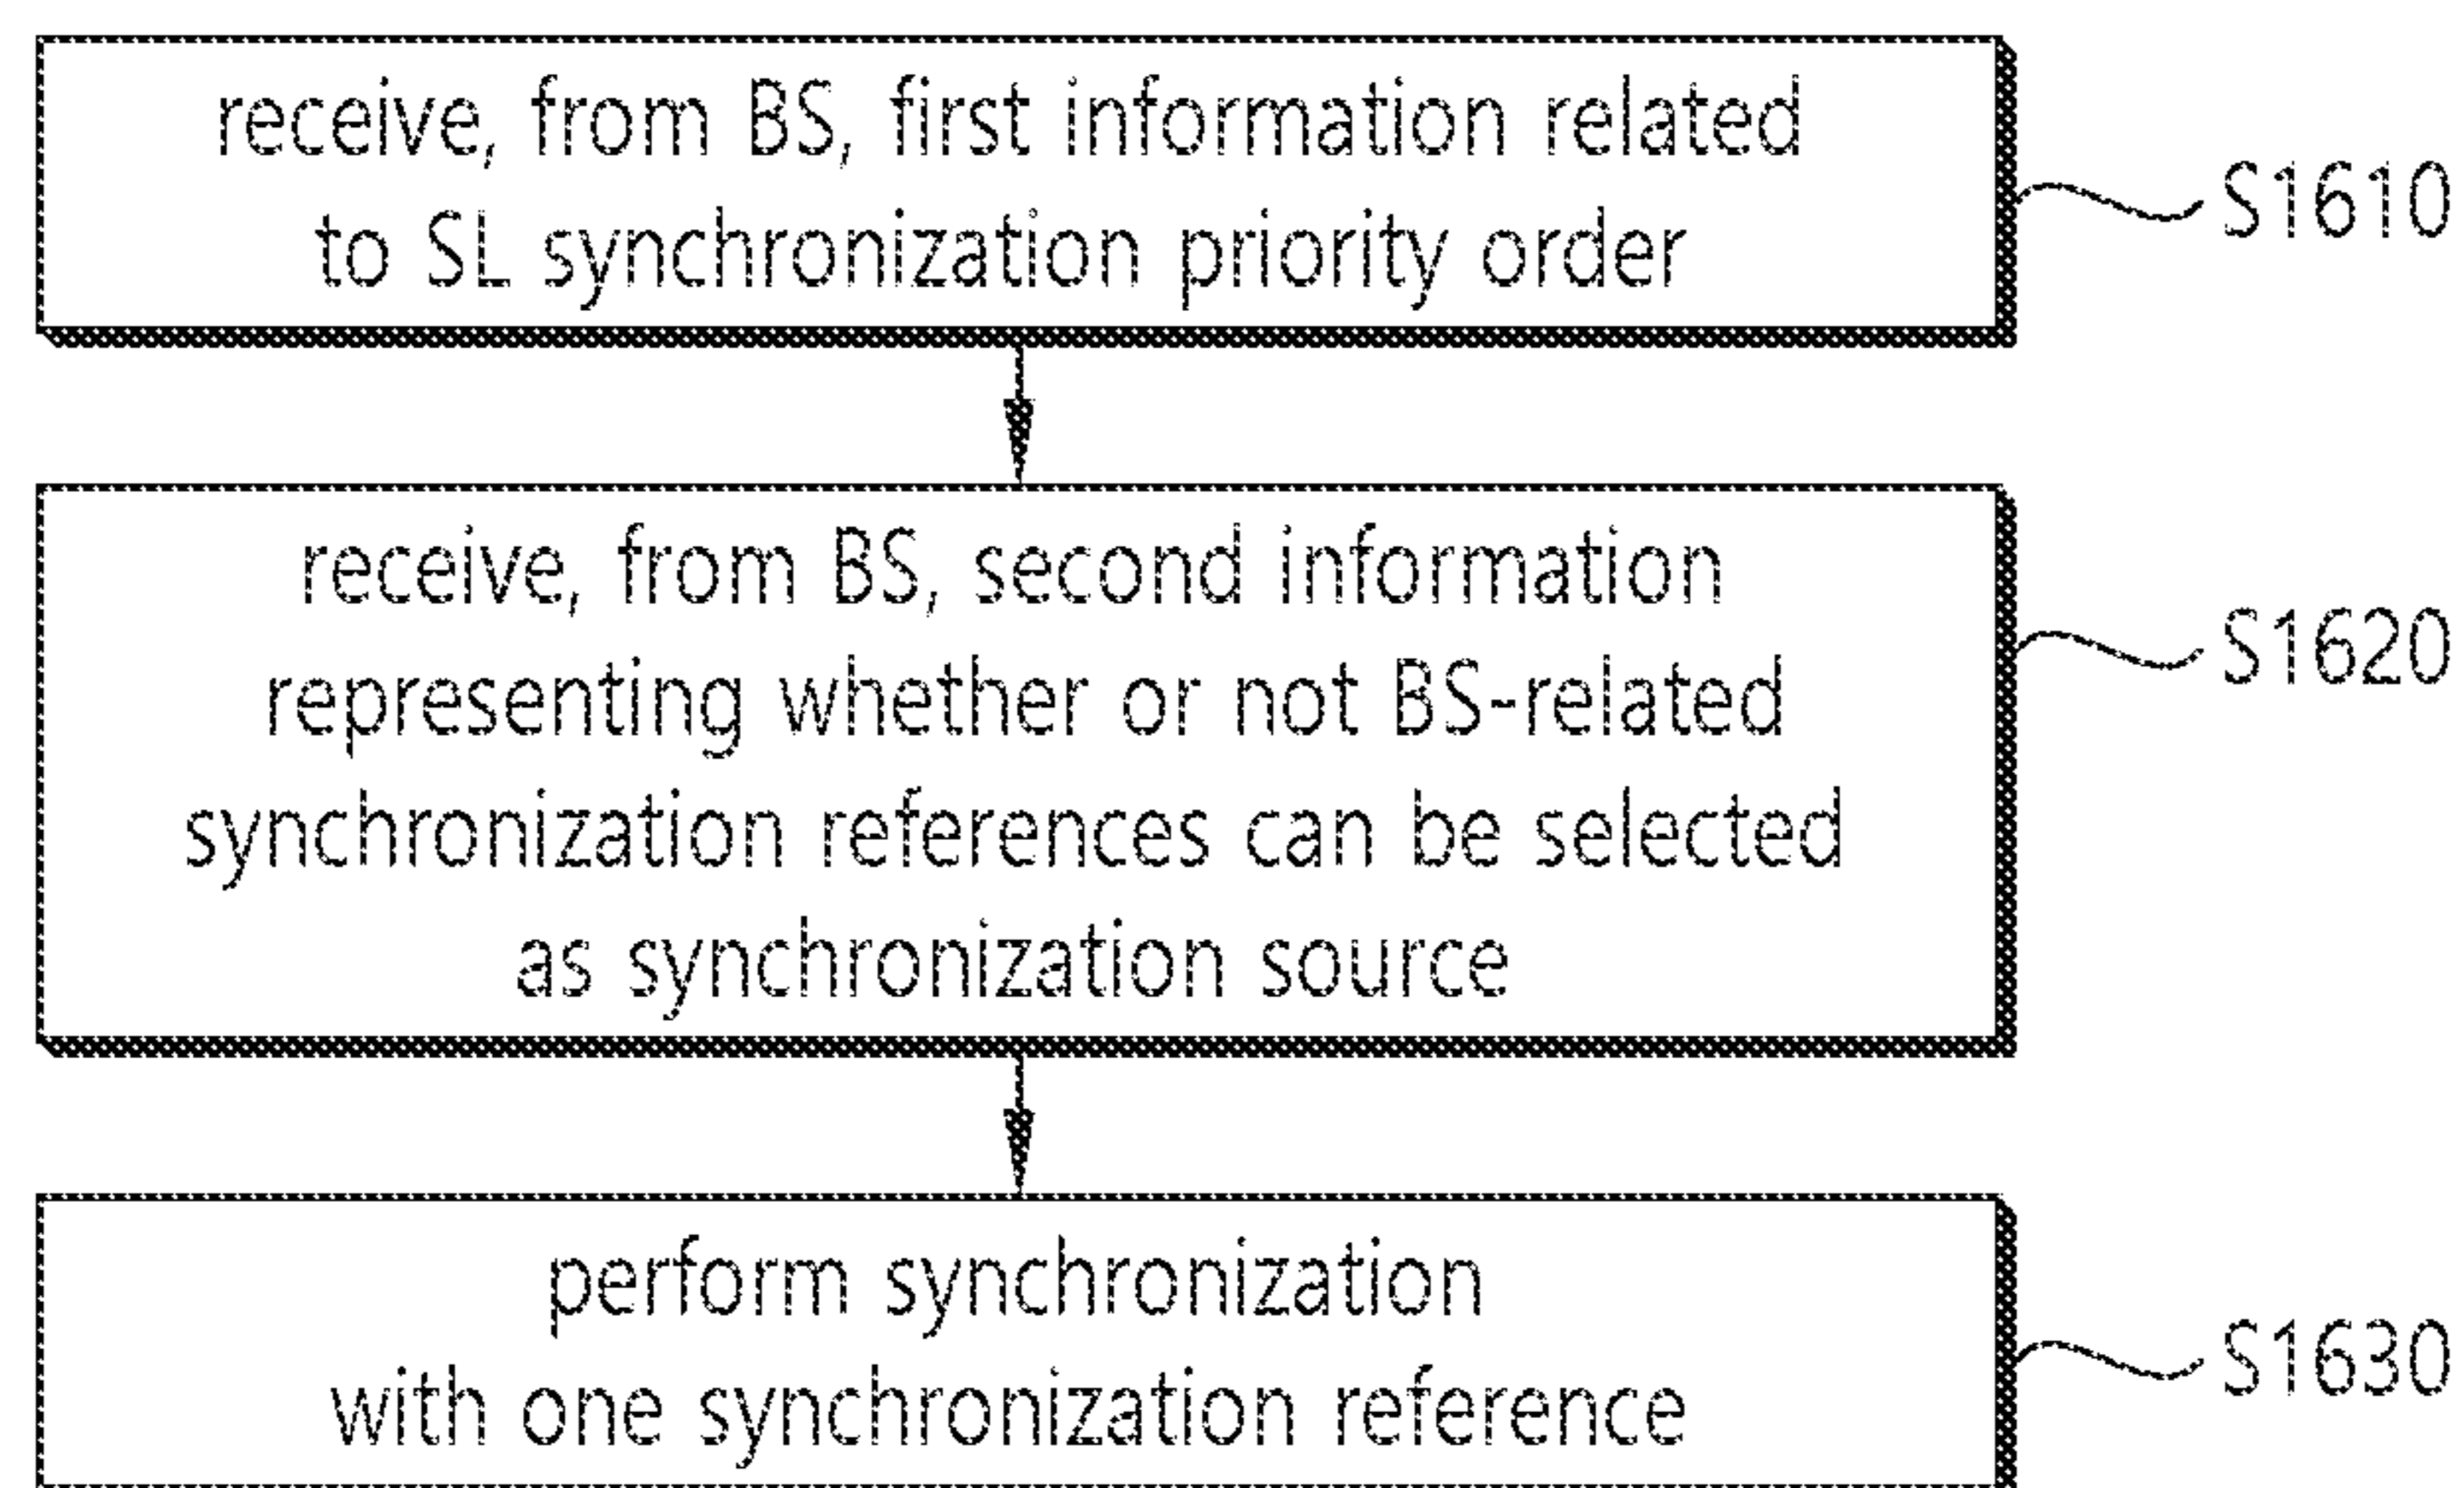 receive, from BS, first information related
to SL synchronization priority order
S1610
receive, from BS, second information
representing whether or not BS-related
synchronization references can be selected
as synchronization source
S1620
perform synchronization
with one synchronization reference
S1630